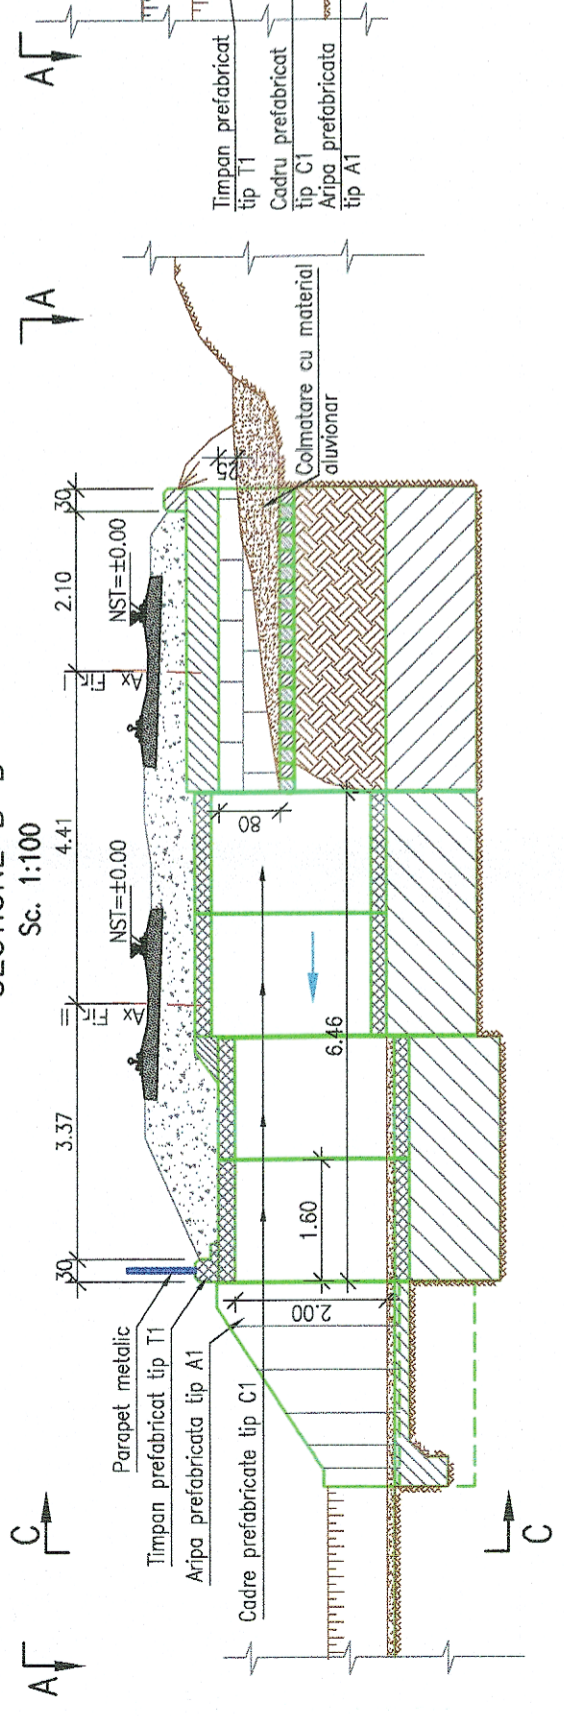 Sc. 1:100
A
A
C
C
A
A
30
3.37
4.41
2.10
30
Ax
Fir II
Ax
Fir I
NST=±0.00
NST=±0.00
Parapet metalic
Timpan prefabricat tip T1
Aripa prefabricata tip A1
Cadre prefabricate tip C1
2.00
1.60
6.46
80
25
Colmatare cu material
aluvionar
Timpan prefabricat
tip T1
Cadru prefabricat
tip C1
Aripa prefabricata
tip A1